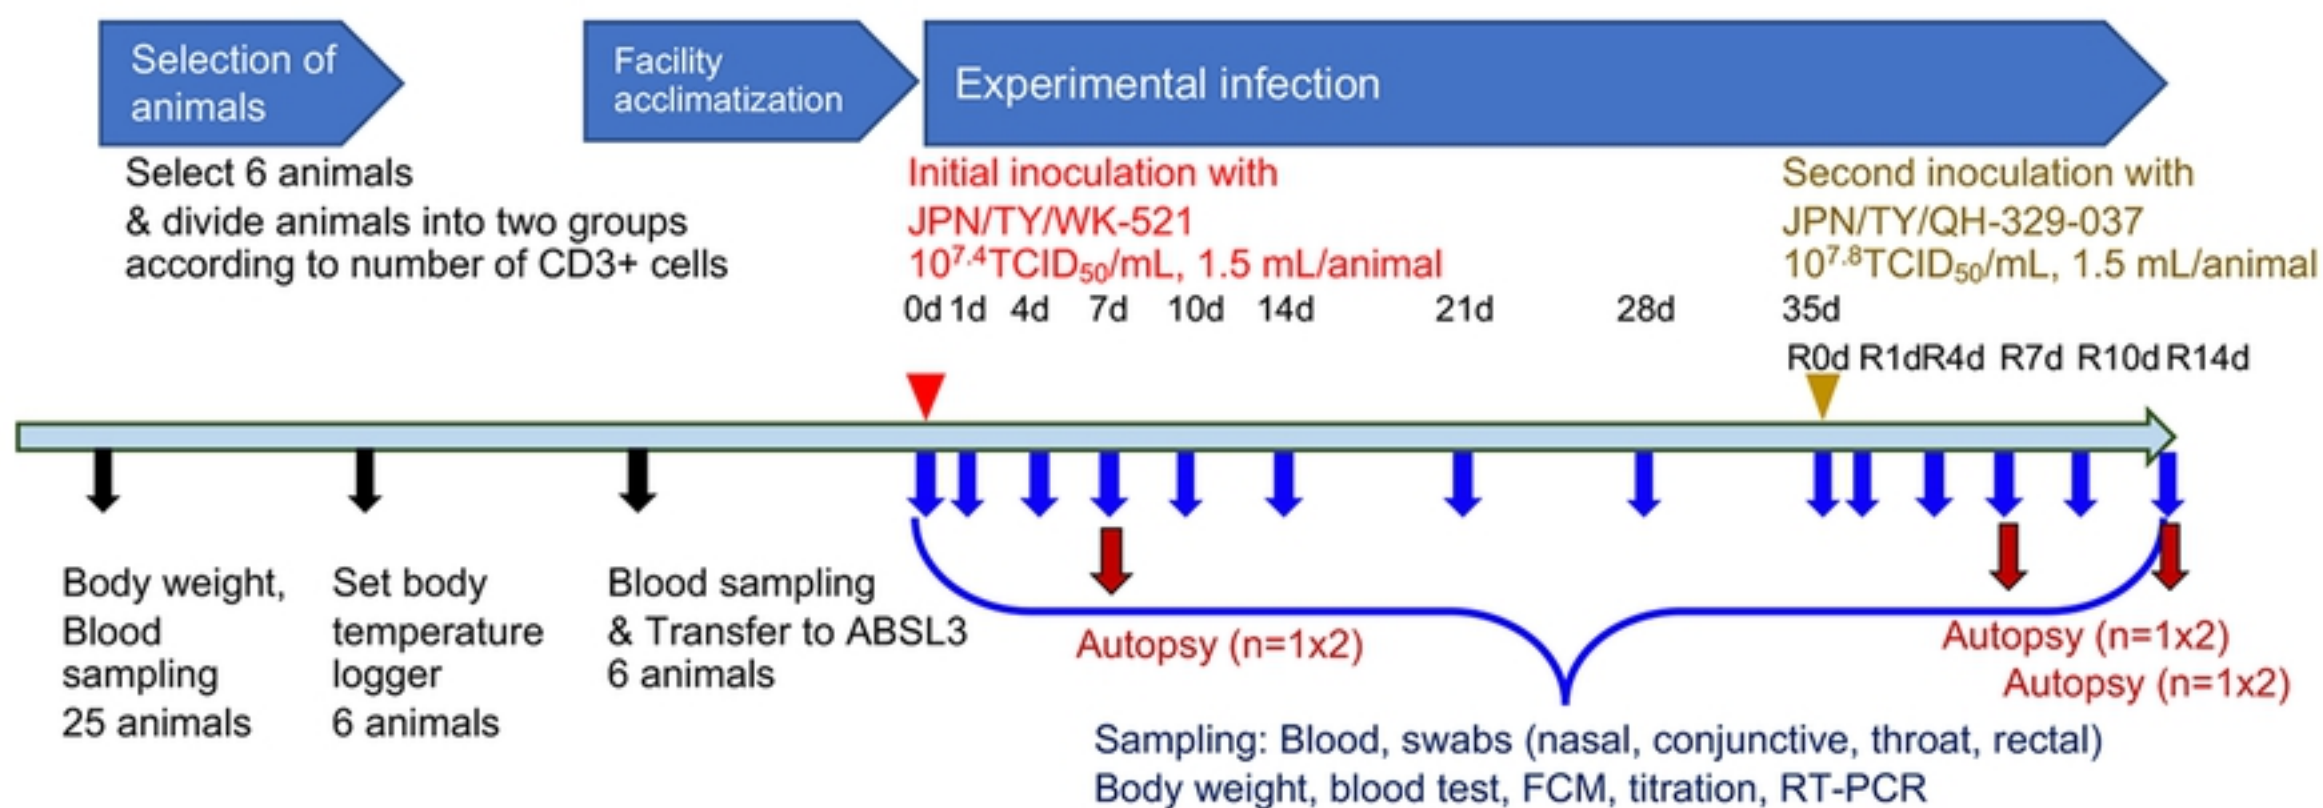 Selection of
animals
Facility
acclimatization
Experimental infection
Select 6 animals
& divide animals into two groups
according to number of CD3+ cells
Initial inoculation with
JPN/TY/WK-521
10^7.4TCID50/mL, 1.5 mL/animal
Second inoculation with
JPN/TY/QH-329-037
10^7.8TCID50/mL, 1.5 mL/animal
0d 1d 4d 7d 10d 14d 21d 28d 35d
R0d R1d R4d R7d R10d R14d
Body weight,
Blood
sampling
25 animals
Set body
temperature
logger
6 animals
Blood sampling
& Transfer to ABSL3
6 animals
Autopsy (n=1x2)
Autopsy (n=1x2)
Autopsy (n=1x2)
Sampling: Blood, swabs (nasal, conjunctive, throat, rectal)
Body weight, blood test, FCM, titration, RT-PCR